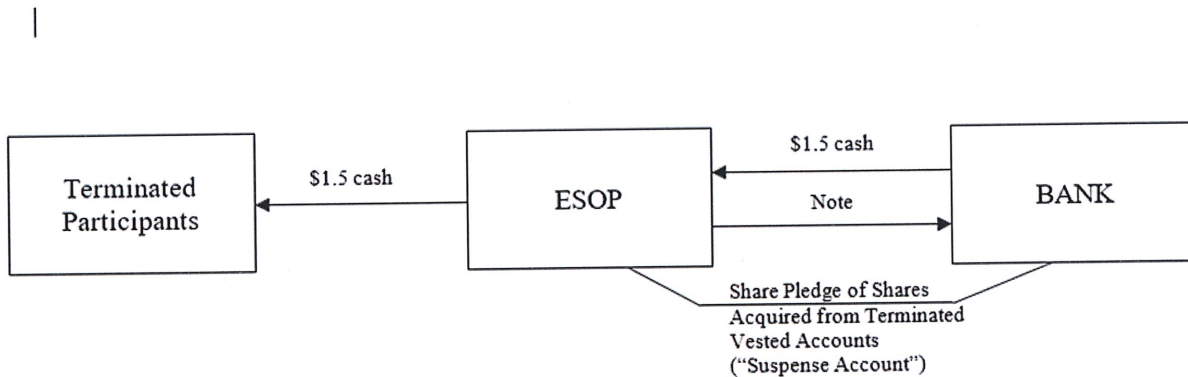 Terminated
Participants
$1.5 cash
ESOP
$1.5 cash
Note
BANK
Share Pledge of Shares
Acquired from Terminated
Vested Accounts
(“Suspense Account”)